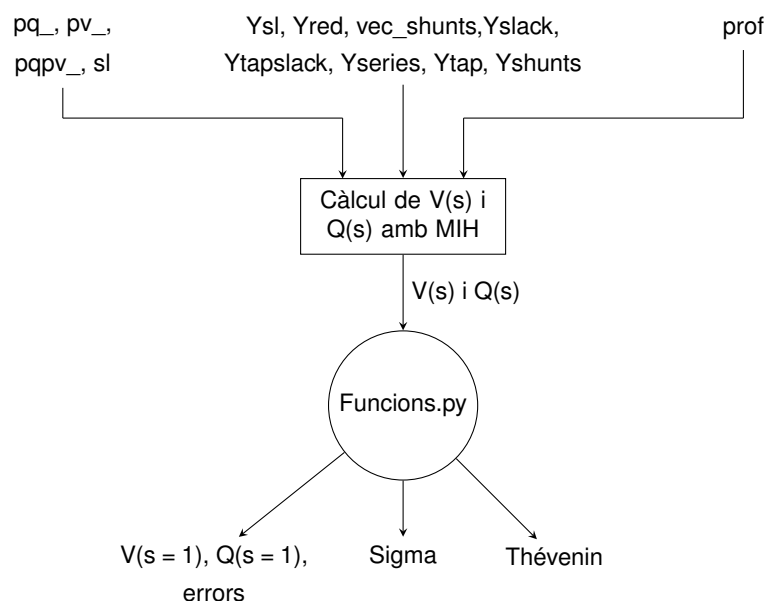 pq_, pv_,
pqpv_, sl
Ysl, Yred, vec_shunts,Yslack,
Ytapslack, Yseries, Ytap, Yshunts
prof
Càlcul de V(s) i
Q(s) amb MIH
V(s) i Q(s)
Funcions.py
V(s = 1), Q(s = 1),
errors
Sigma
Thévenin